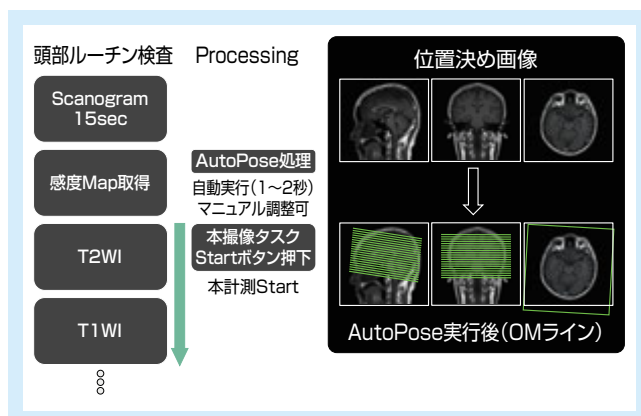 頭部ルーチン検査
Processing
Scanogram
15sec
感度Map取得
T2WI
T1WI
AutoPose処理
自動実行(1〜2秒)
マニュアル調整可
本撮像タスク
Startボタン押下
本計測Start
位置決め画像
AutoPose実行後(OMライン)